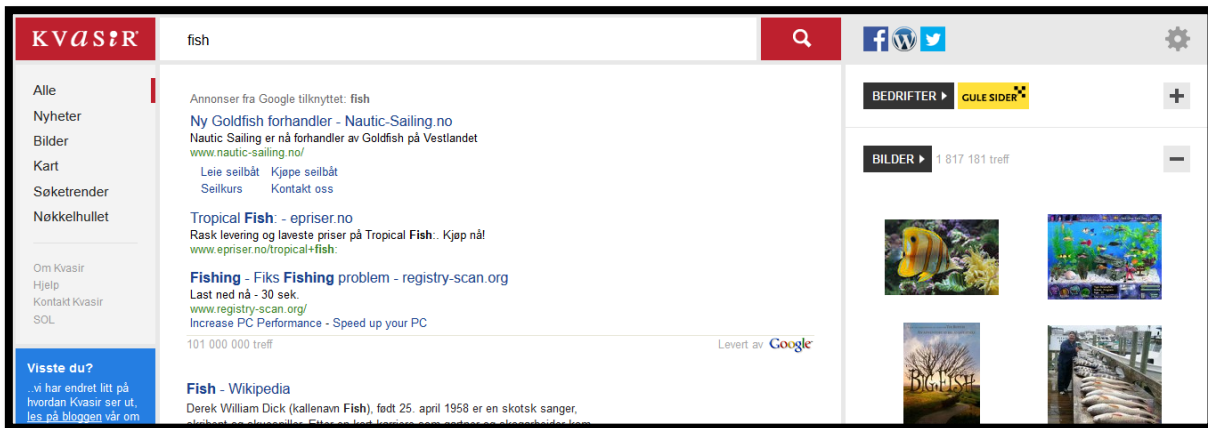 KVASIR
fish
Alle
Nyheter
Bilder
Kart
Søketrender
Nøkkelhullet
Om Kvasir
Hjelp
Kontakt Kvasir
SOL
Visste du?
..vi har endret litt på
hvordan Kvasir ser ut,
les på bloggen vår om
Annonser fra Google tilknyttet: fish
Ny Goldfish forhandler - Nautic-Sailing.no
Nautic Sailing er nå forhandler av Goldfish på Vestlandet
www.nautic-sailing.no/
Leie seilbåt Kjøpe seilbåt
Seilkurs Kontakt oss
Tropical Fish: - epriser.no
Rask levering og laveste priser på Tropical Fish:. Kjøp nå!
www.epriser.no/tropical+fish:
Fishing - Fiks Fishing problem - registry-scan.org
Last ned nå - 30 sek.
www.registry-scan.org/
Increase PC Performance - Speed up your PC
101 000 000 treff Levert av Google
Fish - Wikipedia
Derek William Dick (kallenavn Fish), født 25. april 1958 er en skotsk sanger,
BEDRIFTER GULE SIDER
BILDER 1 817 181 treff
BIG FISH